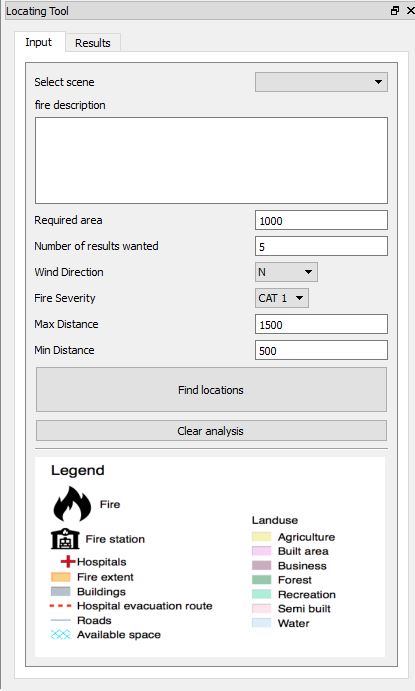 Locating Tool
Input Results
Select scene
fire description
Required area 1000
Number of results wanted 5
Wind Direction N
Fire Severity CAT 1
Max Distance 1500
Min Distance 500
Find locations
Clear analysis
Legend
Fire
Fire station
Hospitals
Fire extent
Buildings
Hospital evacuation route
Roads
Available space
Landuse
Agriculture
Built area
Business
Forest
Recreation
Semi built
Water